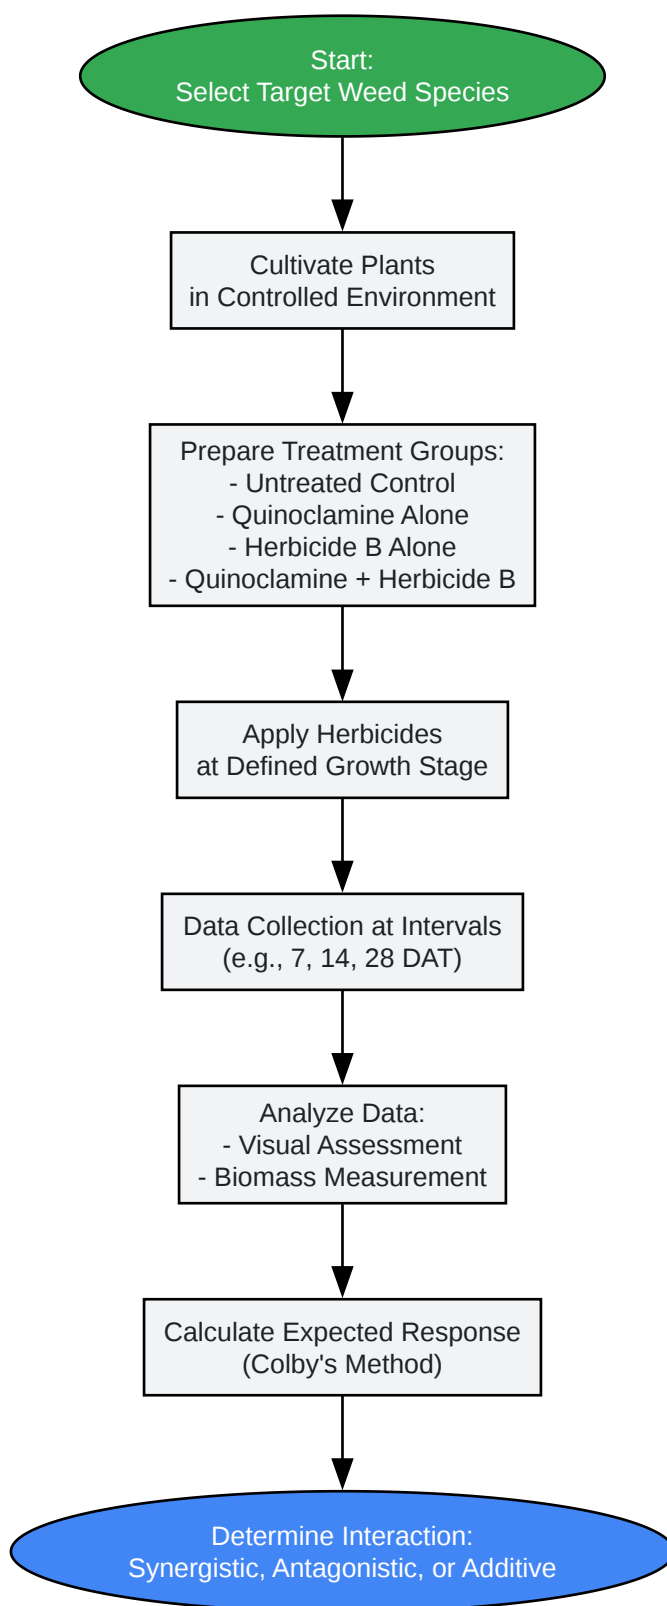 Start:
Select Target Weed Species
Cultivate Plants
in Controlled Environment
Prepare Treatment Groups:
- Untreated Control
- Quinoclamine Alone
- Herbicide B Alone
- Quinoclamine + Herbicide B
Apply Herbicides
at Defined Growth Stage
Data Collection at Intervals
(e.g., 7, 14, 28 DAT)
Analyze Data:
- Visual Assessment
- Biomass Measurement
Calculate Expected Response
(Colby's Method)
Determine Interaction:
Synergistic, Antagonistic, or Additive